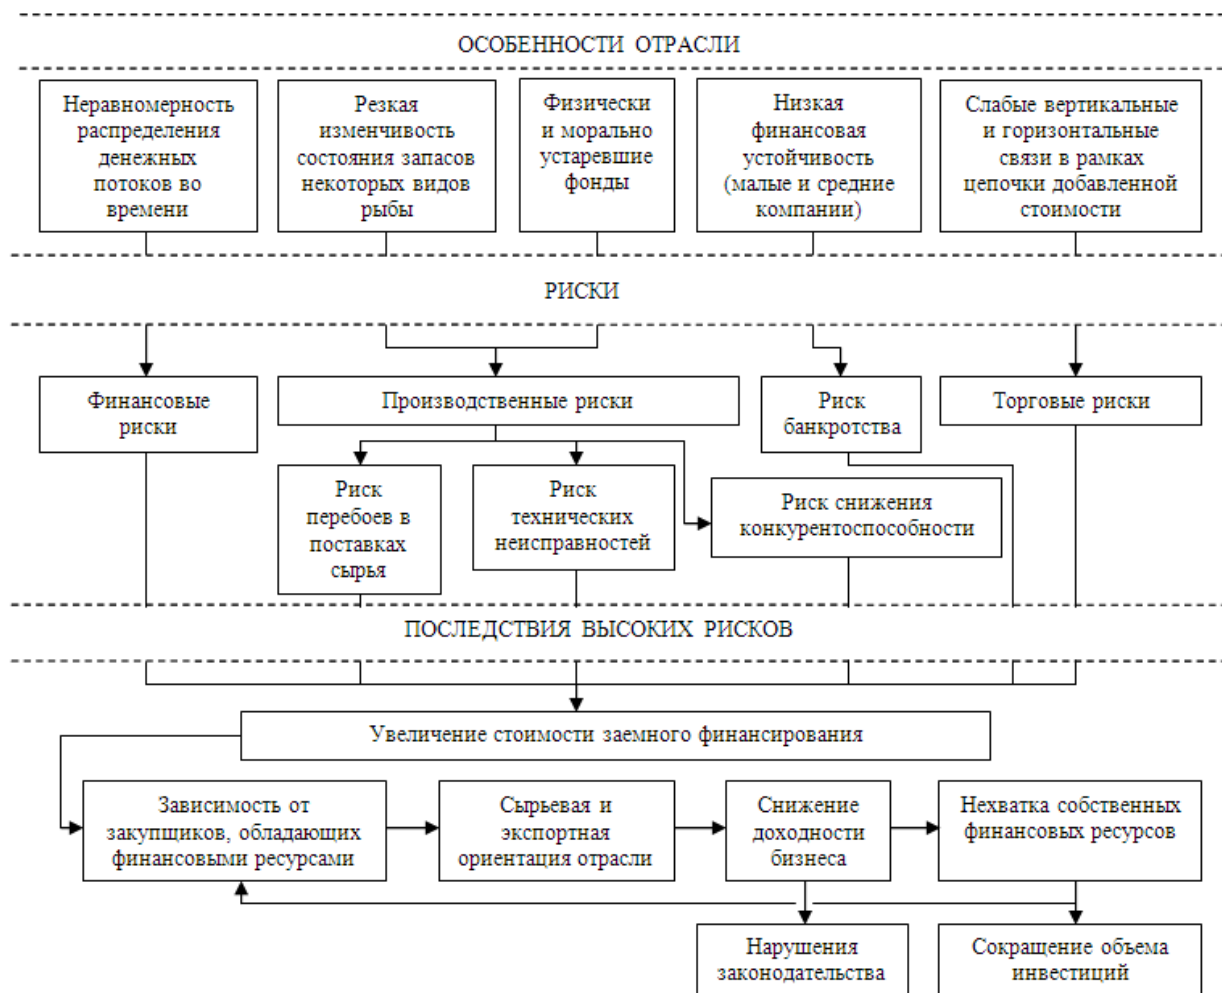 ОСОБЕННОСТИ ОТРАСЛИ
Неравномерность
распределения
денежных
потоков во
времени
Резкая
изменчивость
состояния запасов
некоторых видов
рыбы
Физически
и морально
устаревшие
фонды
Низкая
финансовая
устойчивость
(малые и средние
компании)
Слабые вертикальные
и горизонтальные
связи в рамках
цепочки добавленной
стоимости
РИСКИ
Финансовые
риски
Производственные риски
Риск
банкротства
Торговые риски
Риск
перебоев в
поставках
сырья
Риск
технических
неисправностей
Риск снижения
конкурентоспособности
ПОСЛЕДСТВИЯ ВЫСОКИХ РИСКОВ
Увеличение стоимости заемного финансирования
Зависимость от
закупщиков, обладающих
финансовыми ресурсами
Сырьевая и
экспортная
ориентация отрасли
Снижение
доходности
бизнеса
Нехватка собственных
финансовых ресурсов
Нарушения
законодательства
Сокращение объема
инвестиций